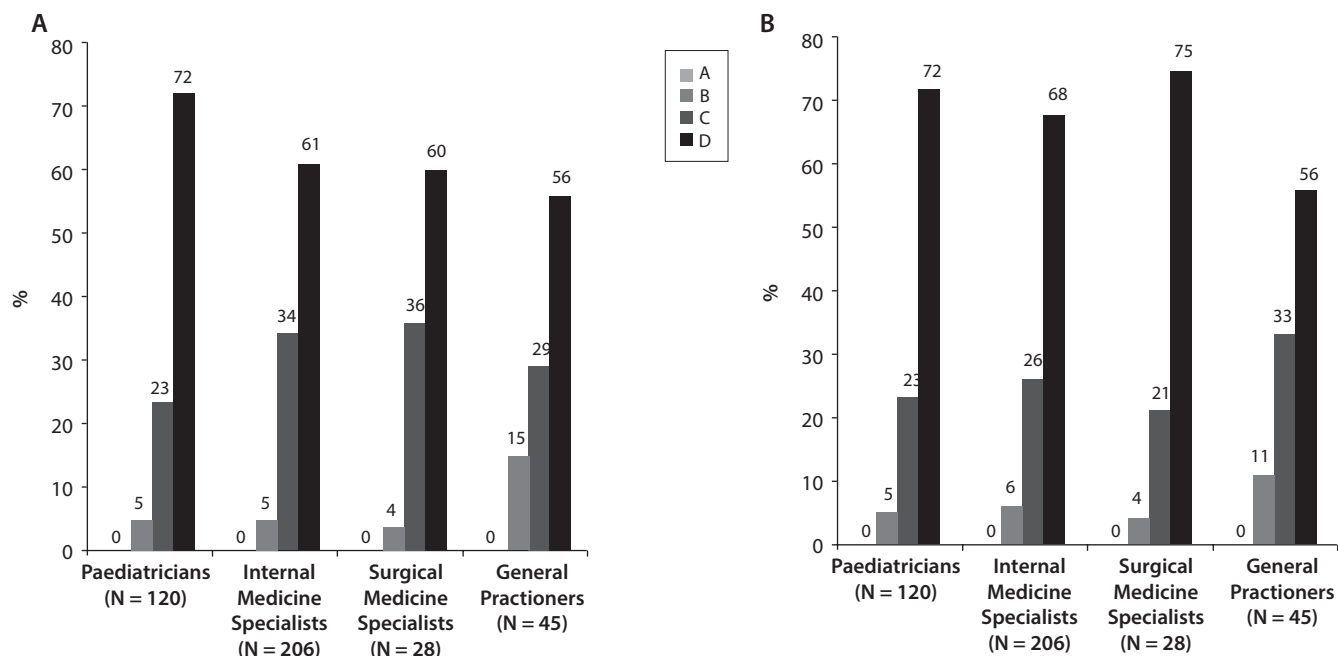 A
80
70
60
50
40
30
20
10
0
%
0
5
23
72
0
5
34
61
0
4
36
60
0
15
29
56
Paediatricians
(N = 120)
Internal
Medicine
Specialists
(N = 206)
Surgical
Medicine
Specialists
(N = 28)
General
Practioners
(N = 45)
A
B
C
D
B
80
70
60
50
40
30
20
10
0
%
0
5
23
72
0
6
26
68
0
4
21
75
0
11
33
56
Paediatricians
(N = 120)
Internal
Medicine
Specialists
(N = 206)
Surgical
Medicine
Specialists
(N = 28)
General
Practioners
(N = 45)